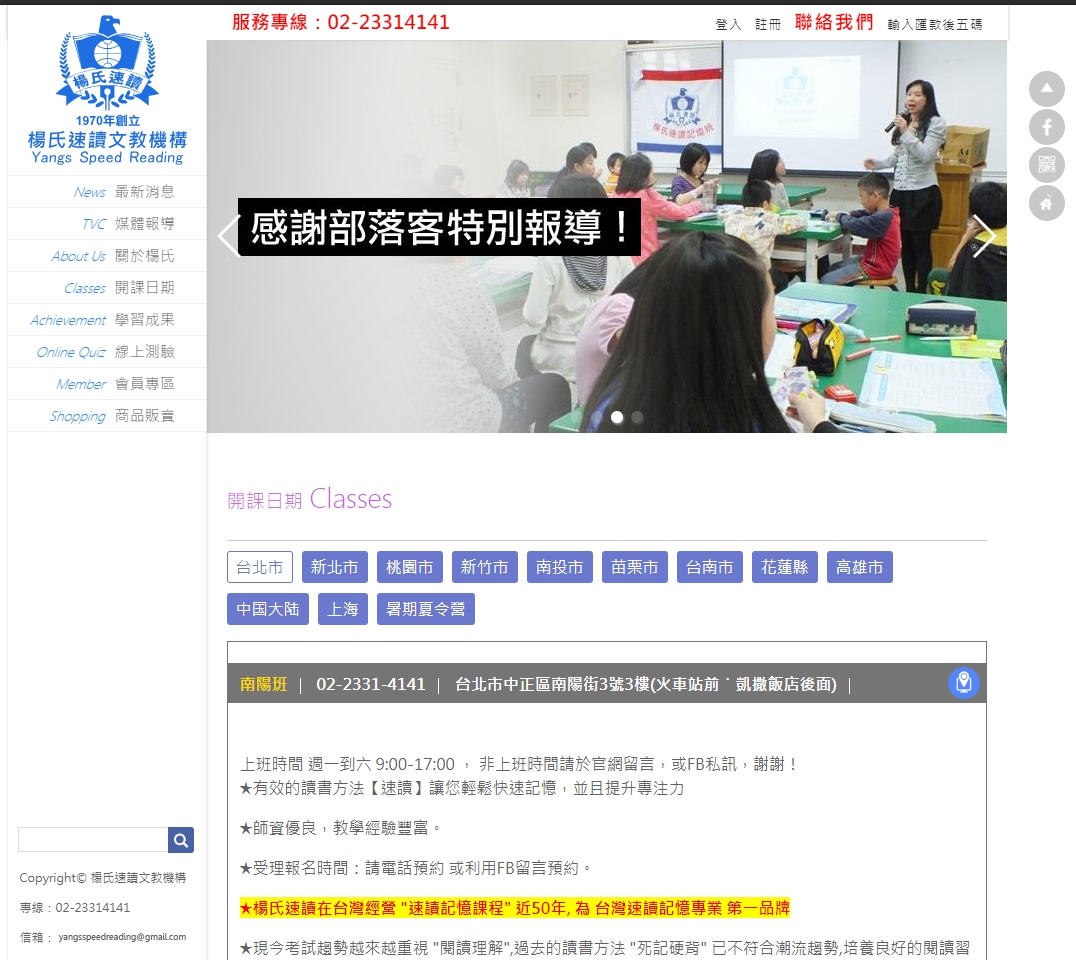 服務專線：02-23314141
登入 註冊 聯絡我們 輸入匯款後五碼
楊氏速讀
1970年創立
楊氏速讀文教機構
Yangs Speed Reading
News 最新消息
TVC 媒體報導
About Us 關於楊氏
Classes 開課日期
Achievement 學習成果
Online Quiz 線上測驗
Member 會員專區
Shopping 商品販賣
楊氏速讀記憶班
感謝部落客特別報導！
開課日期 Classes
台北市 新北市 桃園市 新竹市 南投市 苗栗市 台南市 花蓮縣 高雄市
中国大陆 上海 暑期夏令營
南陽班 ｜ 02-2331-4141 ｜ 台北市中正區南陽街3號3樓(火車站前˙凱撒飯店後面) ｜
上班時間 週一到六 9:00-17:00 ， 非上班時間請於官網留言，或FB私訊，謝謝！
★有效的讀書方法【速讀】讓您輕鬆快速記憶，並且提升專注力
★師資優良，教學經驗豐富。
★受理報名時間：請電話預約 或利用FB留言預約。
★楊氏速讀在台灣經營 "速讀記憶課程" 近50年, 為 台灣速讀記憶專業 第一品牌
★現今考試趨勢越來越重視 "閱讀理解",過去的讀書方法 "死記硬背" 已不符合潮流趨勢,培養良好的閱讀習
Copyright© 楊氏速讀文教機構
專線：02-23314141
信箱： yangsspeedreading@gmail.com